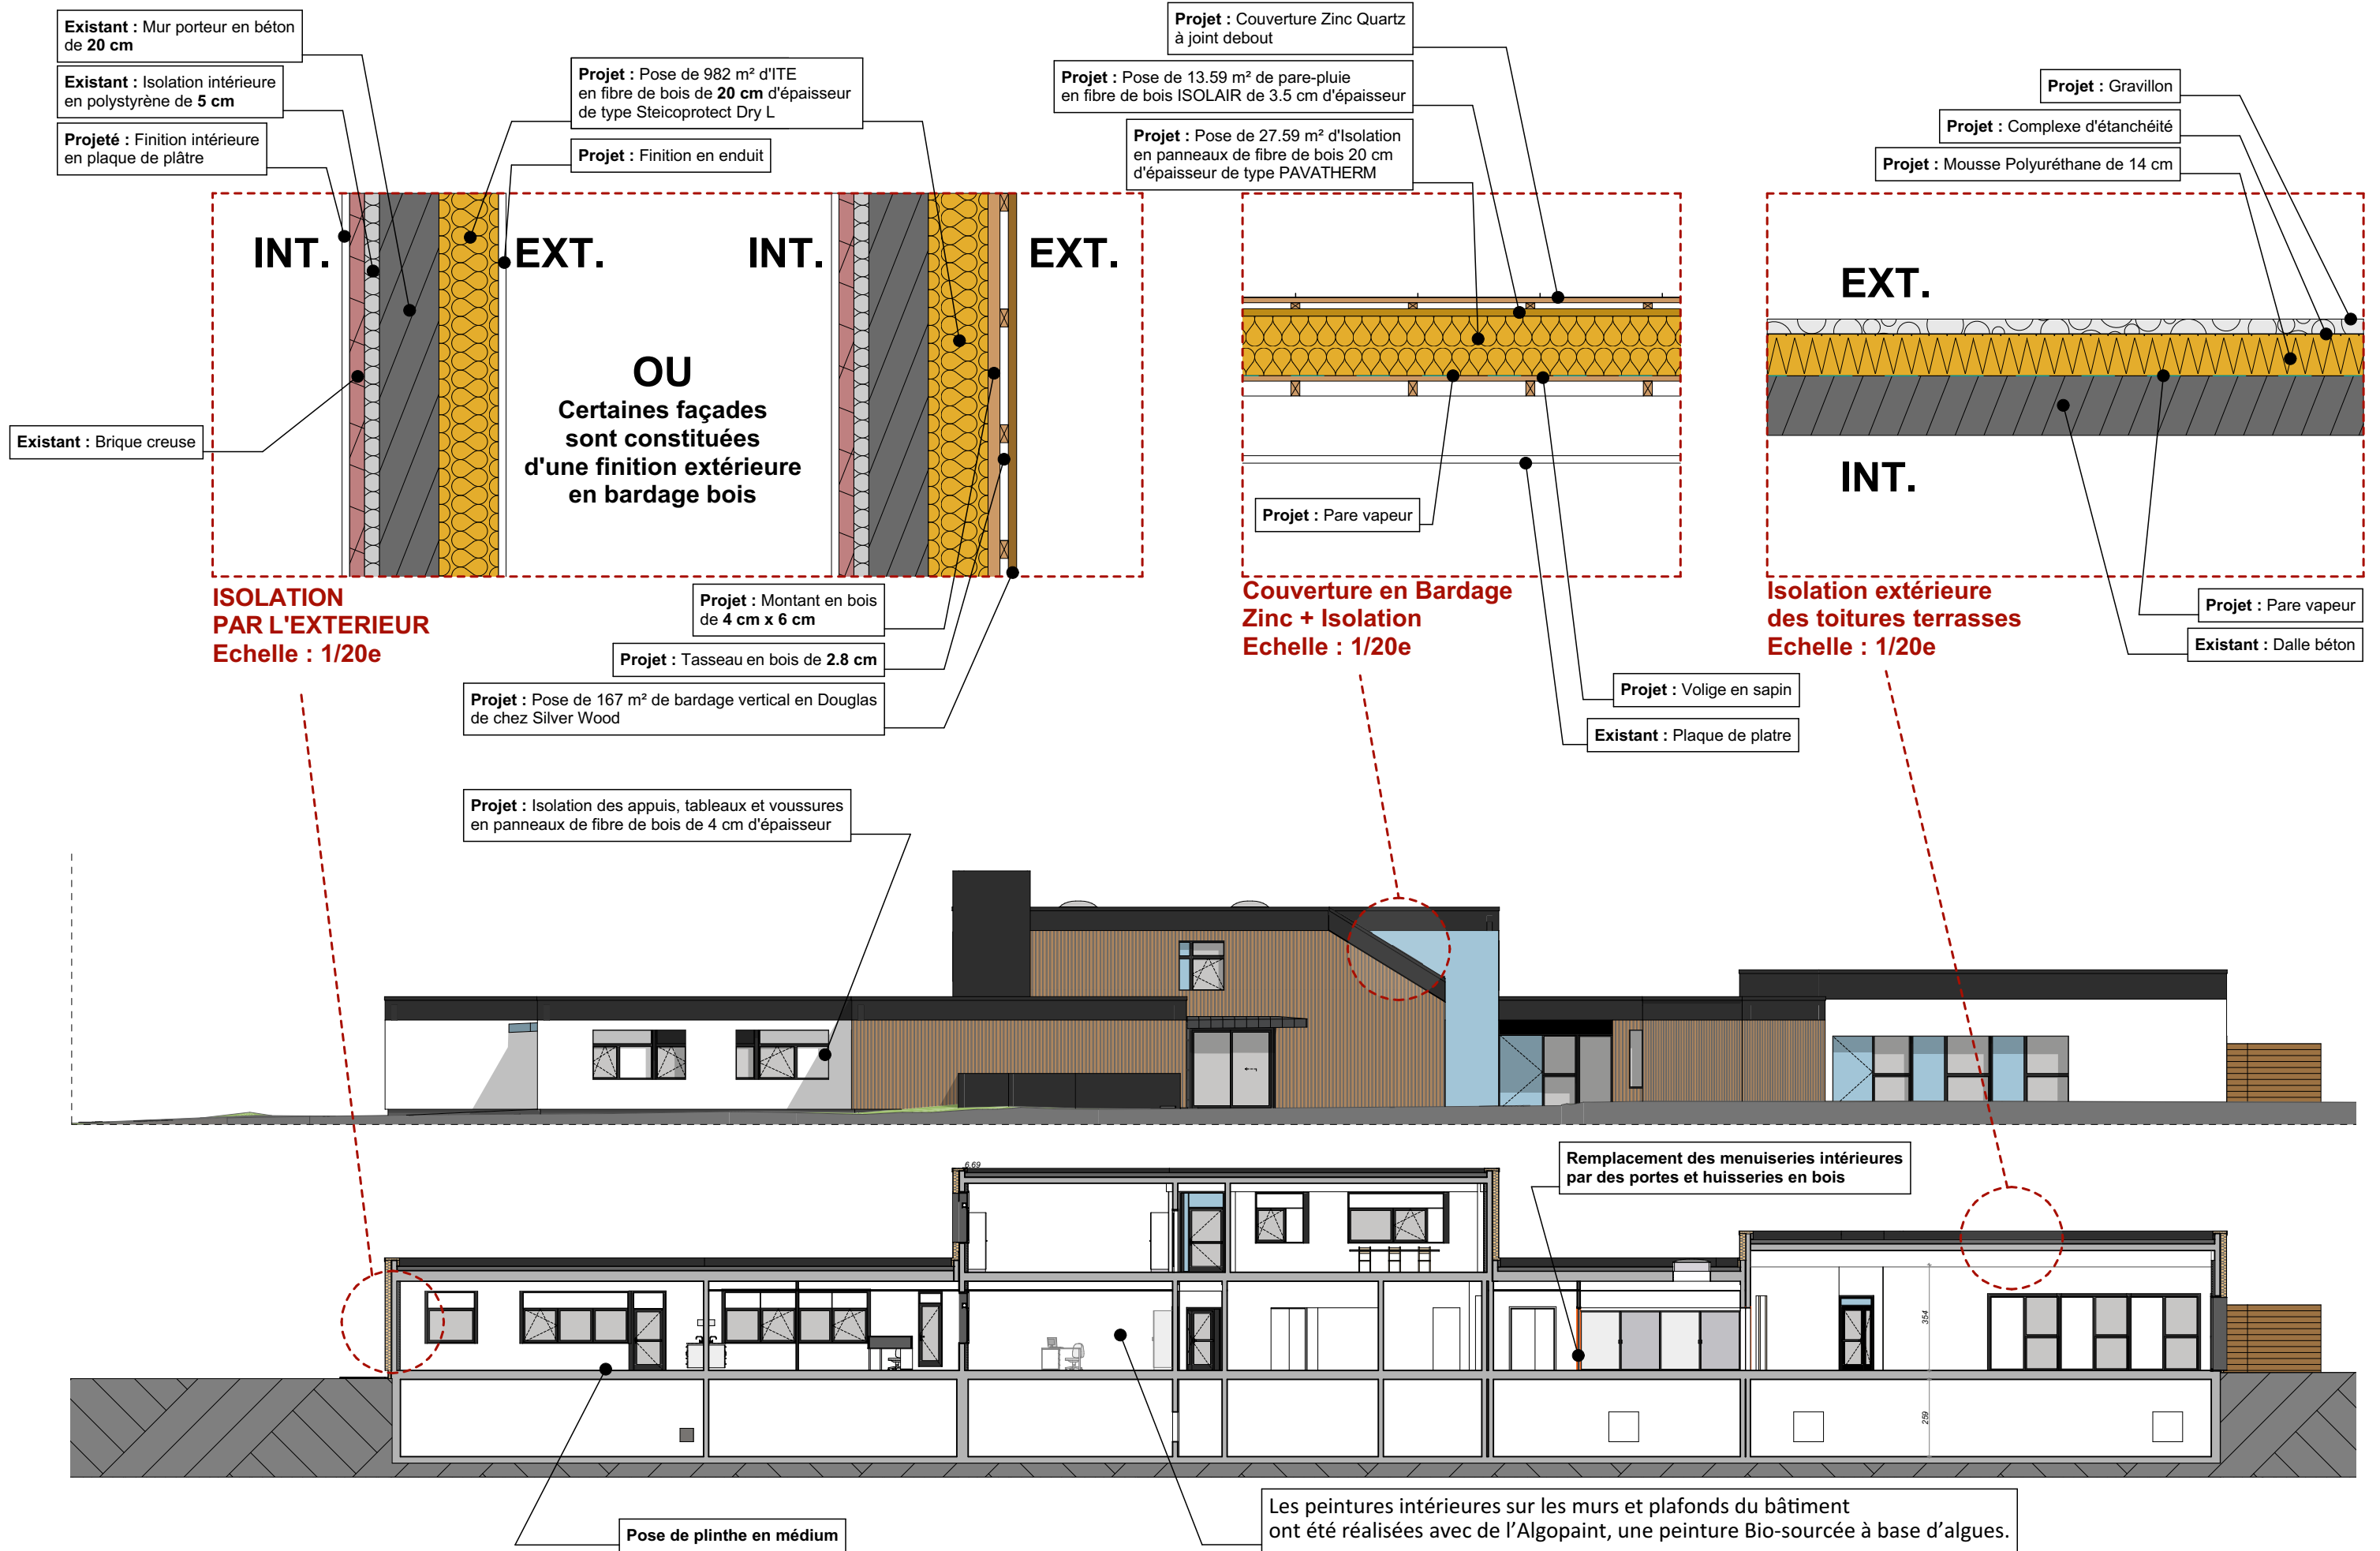 Existant : Mur porteur en béton
de 20 cm
Existant : Isolation intérieure
en polystyrène de 5 cm
Projeté : Finition intérieure
en plaque de plâtre
Projet : Pose de 982 m² d'ITE
en fibre de bois de 20 cm d'épaisseur
de type Steicoprotect Dry L
Projet : Finition en enduit
Existant : Brique creuse
INT.
EXT.
OU
Certaines façades
sont constituées
d'une finition extérieure
en bardage bois
INT.
EXT.
ISOLATION
PAR L'EXTERIEUR
Echelle : 1/20e
Projet : Montant en bois
de 4 cm x 6 cm
Projet : Tasseau en bois de 2.8 cm
Projet : Pose de 167 m² de bardage vertical en Douglas
de chez Silver Wood
Projet : Couverture Zinc Quartz
à joint debout
Projet : Pose de 13.59 m² de pare-pluie
en fibre de bois ISOLAIR de 3.5 cm d'épaisseur
Projet : Pose de 27.59 m² d'Isolation
en panneaux de fibre de bois 20 cm
d'épaisseur de type PAVATHERM
Projet : Pare vapeur
Couverture en Bardage
Zinc + Isolation
Echelle : 1/20e
Projet : Volige en sapin
Existant : Plaque de platre
Projet : Gravillon
Projet : Complexe d'étanchéité
Projet : Mousse Polyuréthane de 14 cm
EXT.
INT.
Isolation extérieure
des toitures terrasses
Echelle : 1/20e
Projet : Pare vapeur
Existant : Dalle béton
Projet : Isolation des appuis, tableaux et voussures
en panneaux de fibre de bois de 4 cm d'épaisseur
Remplacement des menuiseries intérieures
par des portes et huisseries en bois
6,69
354
259
Pose de plinthe en médium
Les peintures intérieures sur les murs et plafonds du bâtiment
ont été réalisées avec de l’Algopaint, une peinture Bio-sourcée à base d’algues.